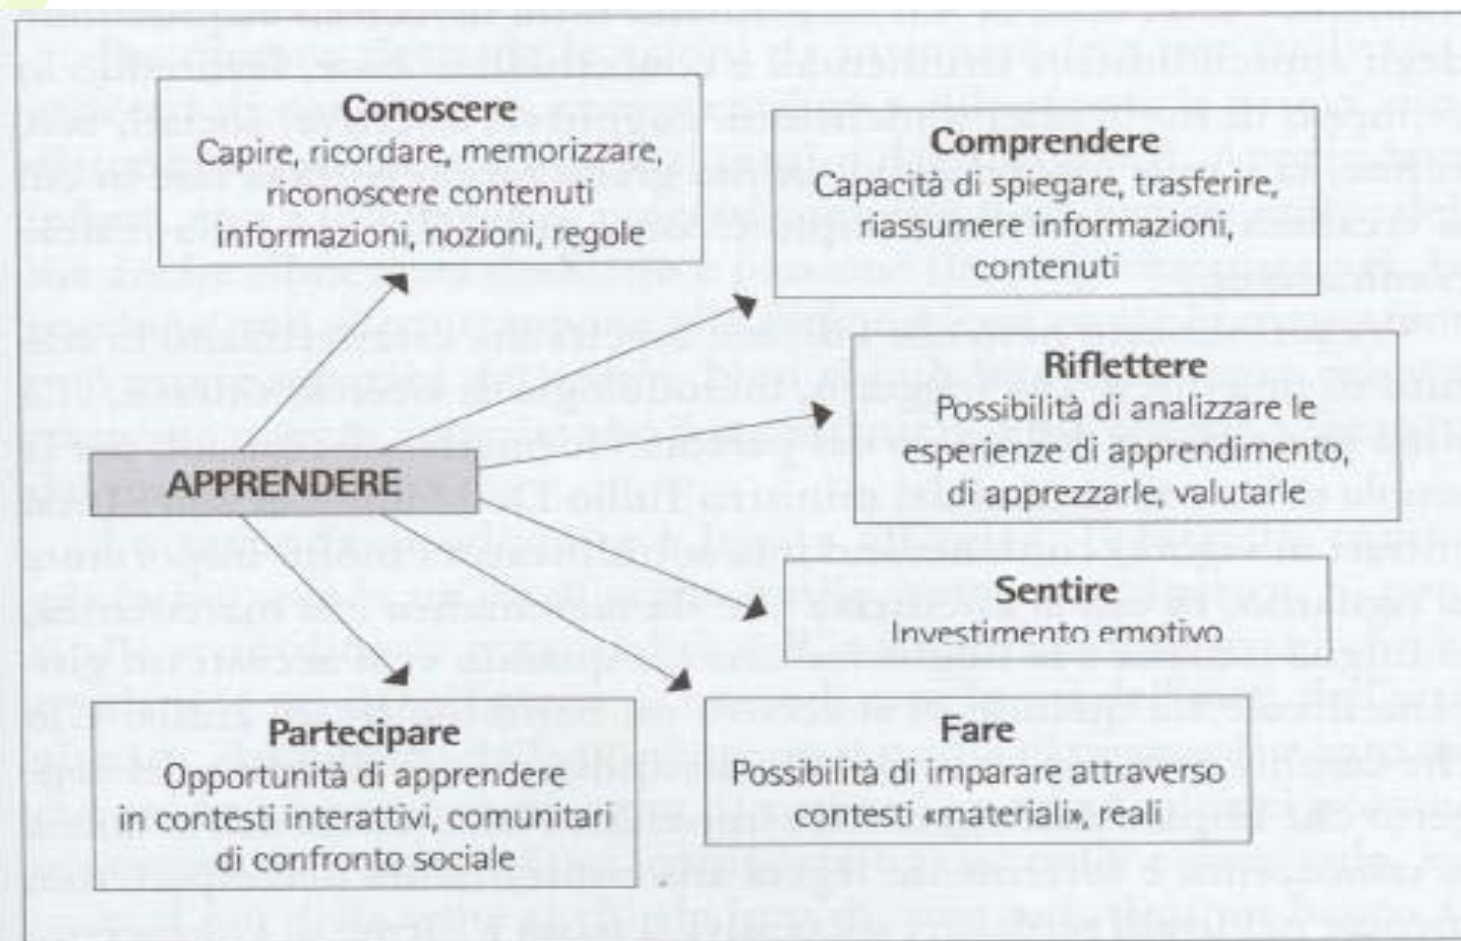 Conoscere
Capire, ricordare, memorizzare,
riconoscere contenuti
informazioni, nozioni, regole
Comprendere
Capacità di spiegare, trasferire,
riassumere informazioni,
contenuti
Riflettere
Possibilità di analizzare le
esperienze di apprendimento,
di apprezzarle, valutarle
APPRENDERE
Sentire
Investimento emotivo
Partecipare
Opportunità di apprendere
in contesti interattivi, comunitari
di confronto sociale
Fare
Possibilità di imparare attraverso
contesti «materiali», reali